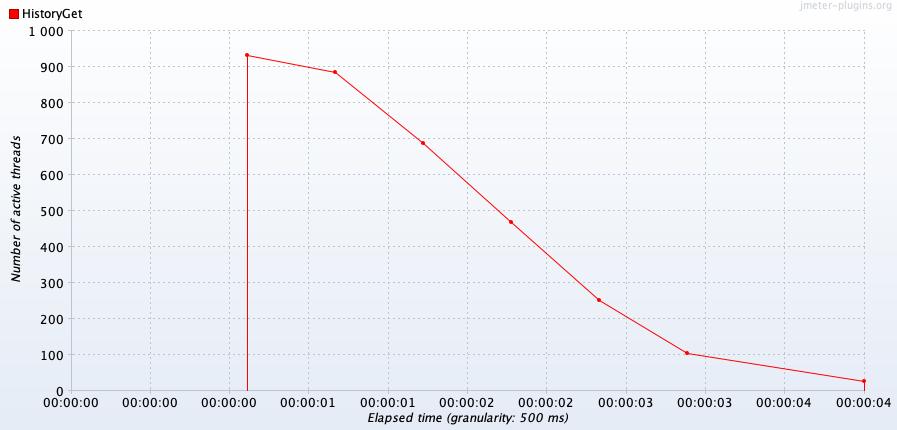 jmeter-plugins.org
HistoryGet
1 000
900
800
700
600
500
400
300
200
100
0
Number of active threads
00:00:00 00:00:00 00:00:00 00:00:01 00:00:01 00:00:02 00:00:02 00:00:03 00:00:03 00:00:04 00:00:04
Elapsed time (granularity: 500 ms)